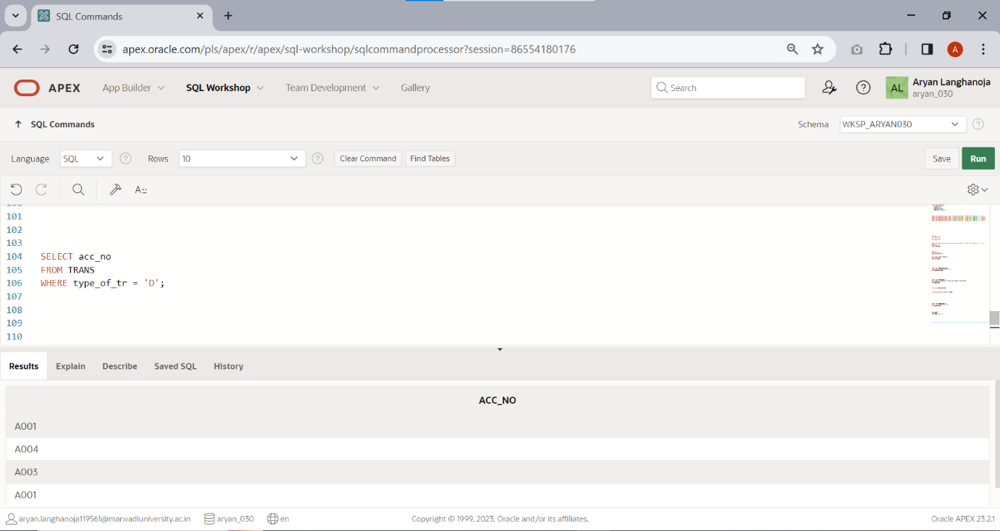 SQL Commands
apex.oracle.com/pls/apex/r/apex/sql-workshop/sqlcommandprocessor?session=86554180176
A
APEX App Builder SQL Workshop Team Development Gallery Search AL Aryan Langhanoja
aryan_030
SQL Commands Schema WKSP_ARYAN030
Language SQL Rows 10 Clear Command Find Tables Save Run
A::
100
101
102
103
104 SELECT acc_no
105 FROM TRANS
106 WHERE type_of_tr = 'D';
107
108
109
110
Results Explain Describe Saved SQL History
ACC_NO
A001
A004
A003
A001
aryan.langhanoja119561@marwadiuniversity.ac.in aryan_030 en Copyright © 1999, 2023, Oracle and/or its affiliates. Oracle APEX 23.2.1